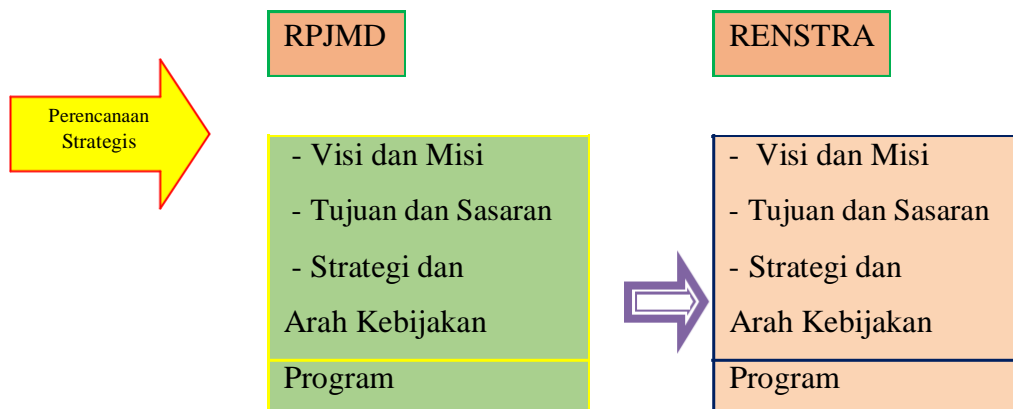 RPJMD
RENSTRA
Perencanaan
Strategis
- Visi dan Misi
- Tujuan dan Sasaran
- Strategi dan
Arah Kebijakan
Program
- Visi dan Misi
- Tujuan dan Sasaran
- Strategi dan
Arah Kebijakan
Program